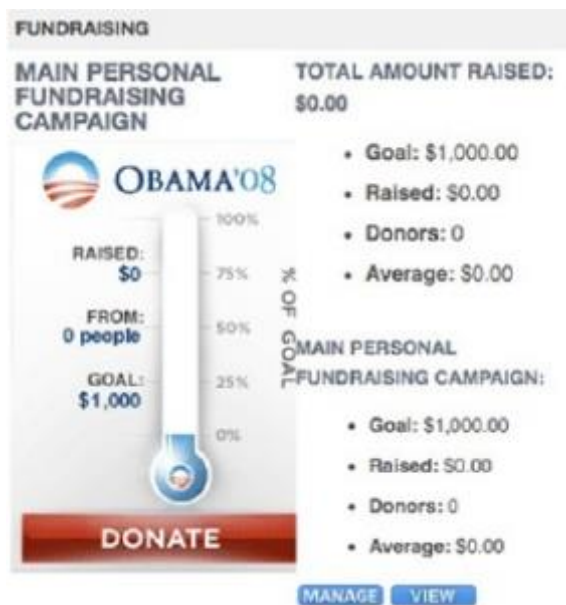 FUNDRAISING
MAIN PERSONAL
FUNDRAISING
CAMPAIGN
OBAMA'08
100%
RAISED:
$0
75%
FROM:
0 people
50%
GOAL:
$1,000
25%
0%
% OF GOAL
DONATE
TOTAL AMOUNT RAISED:
$0.00
• Goal: $1,000.00
• Raised: $0.00
• Donors: 0
• Average: $0.00
MAIN PERSONAL
FUNDRAISING CAMPAIGN:
• Goal: $1,000.00
• Raised: $0.00
• Donors: 0
• Average: $0.00
MANAGE VIEW